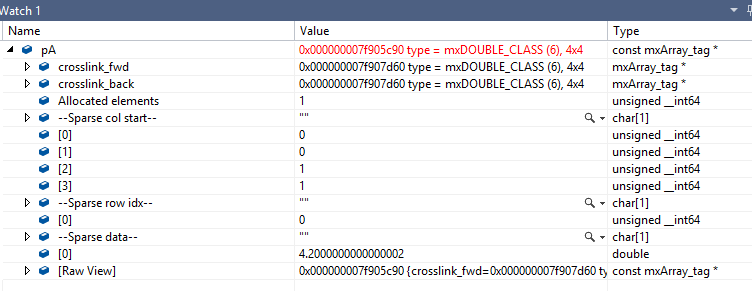 Watch 1
Name Value Type
pA 0x000000007f905c90 type = mxDOUBLE_CLASS (6), 4x4 const mxArray_tag *
crosslink_fwd 0x000000007f907d60 type = mxDOUBLE_CLASS (6), 4x4 mxArray_tag *
crosslink_back 0x000000007f907d60 type = mxDOUBLE_CLASS (6), 4x4 mxArray_tag *
Allocated elements 1 unsigned __int64
--Sparse col start-- "" char[1]
[0] 0 unsigned __int64
[1] 0 unsigned __int64
[2] 1 unsigned __int64
[3] 1 unsigned __int64
--Sparse row idx-- "" char[1]
[0] 0 unsigned __int64
--Sparse data-- "" char[1]
[0] 4.2000000000000002 double
[Raw View] 0x000000007f905c90 {crosslink_fwd=0x000000007f907d60 ty const mxArray_tag *